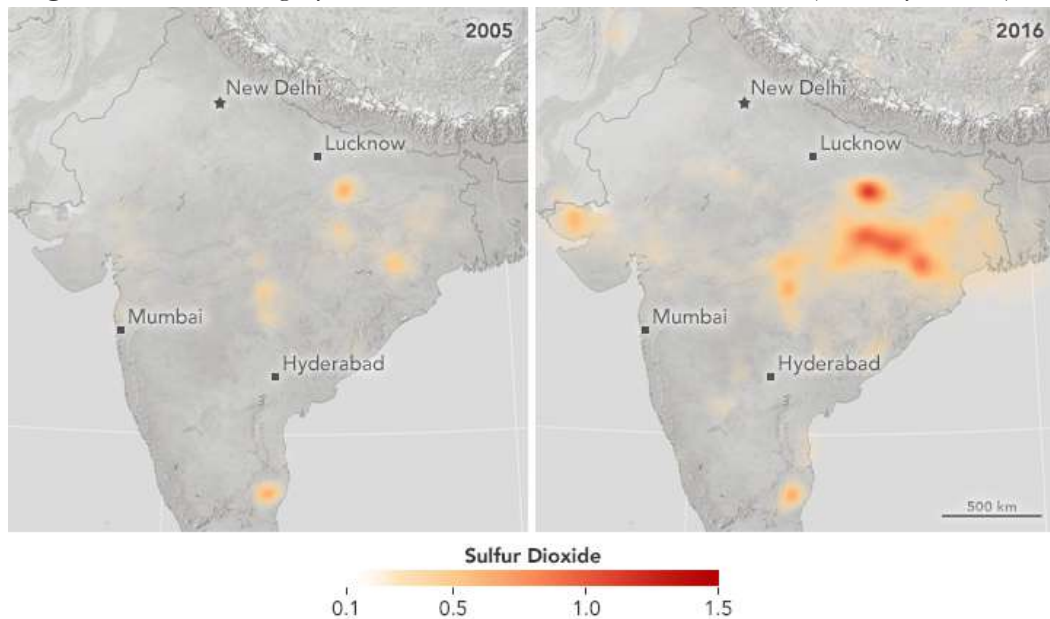 2005
New Delhi
Lucknow
Mumbai
Hyderabad
2016
New Delhi
Lucknow
Mumbai
Hyderabad
500 km
Sulfur Dioxide
0.1 0.5 1.0 1.5